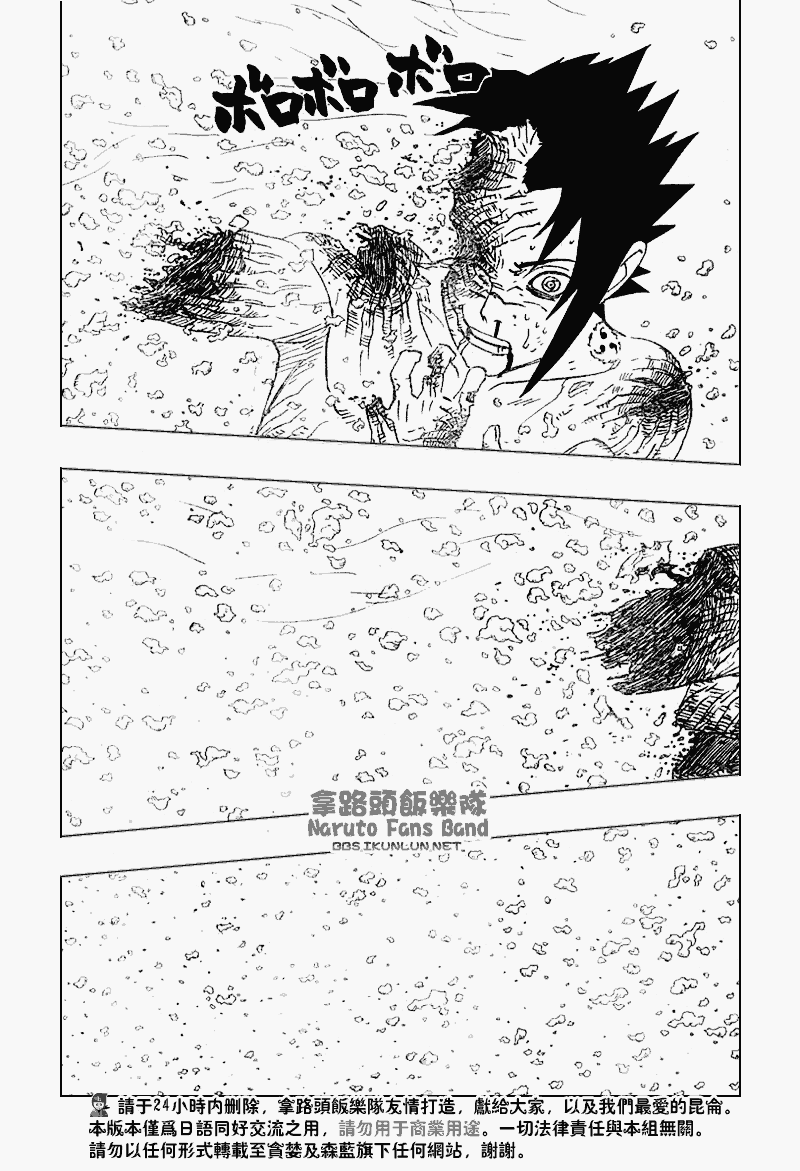 ボロボロボロ
拿路頭飯樂隊
Naruto Fans Band
BBS.IKUNLUN.NET
請于24小時內刪除，拿路頭飯樂隊友情打造，獻給大家，以及我們最愛的昆侖。
本版本僅爲日語同好交流之用，請勿用于商業用途。一切法律責任與本組無關。
請勿以任何形式轉載至貪婪及森藍旗下任何網站，謝謝。